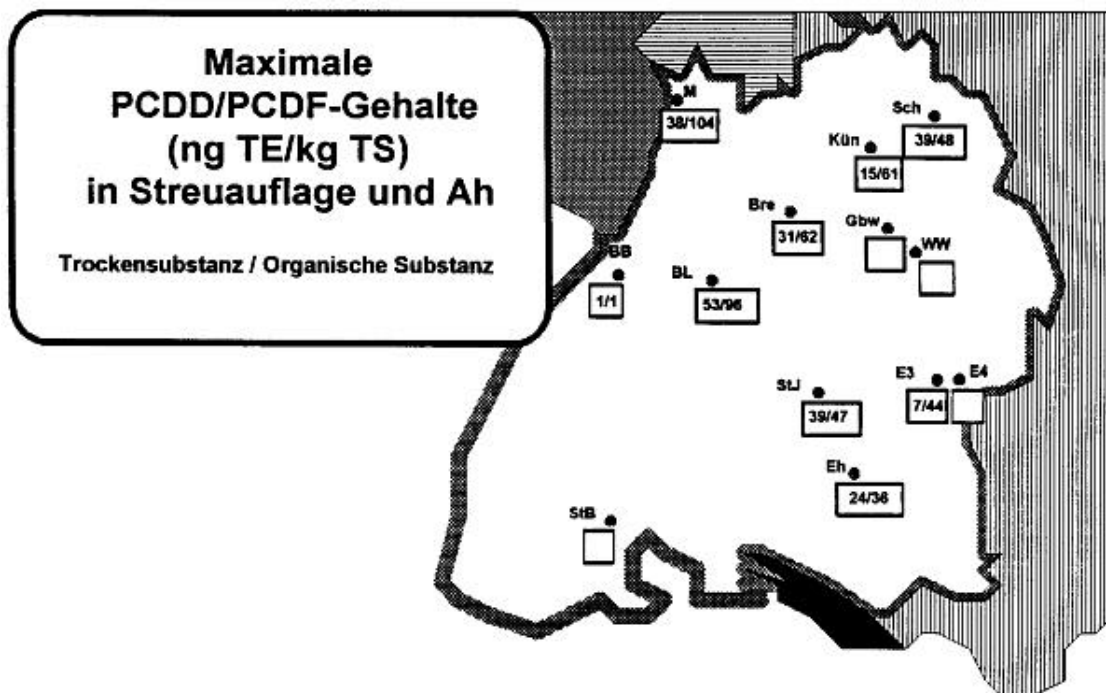 Maximale
PCDD/PCDF-Gehalte
(ng TE/kg TS)
in Streuauflage und Ah
Trockensubstanz / Organische Substanz
M
38/104
Sch
39/48
Kün
15/61
Bre
31/62
Gbw
WW
BB
1/1
BL
53/96
E3
E4
7/44
StJ
39/47
Eh
24/36
StB